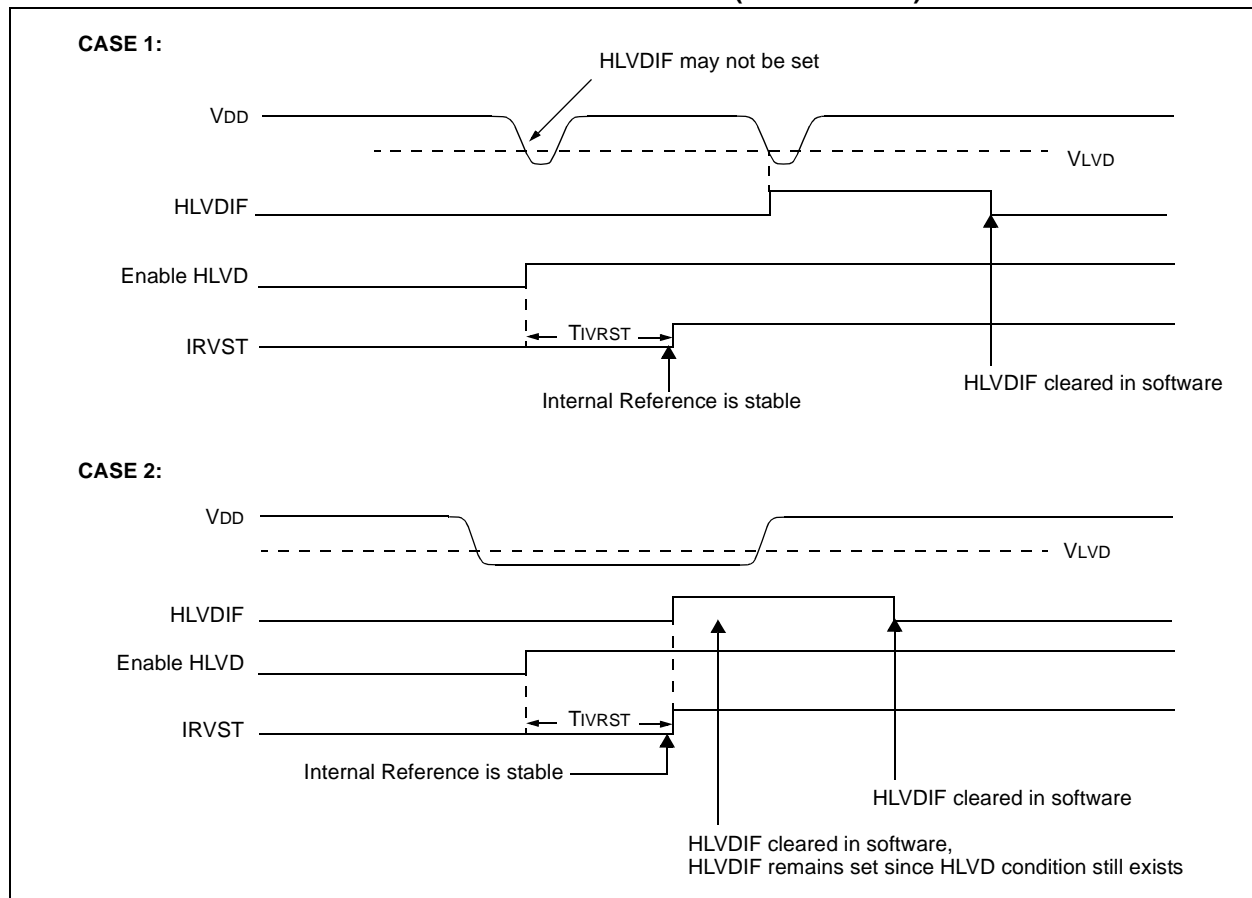 CASE 1:
HLVDIF may not be set
VDD
VLVD
HLVDIF
Enable HLVD
TIVRST
IRVST
HLVDIF cleared in software
Internal Reference is stable
CASE 2:
VDD
VLVD
HLVDIF
Enable HLVD
TIVRST
IRVST
Internal Reference is stable
HLVDIF cleared in software
HLVDIF cleared in software,
HLVDIF remains set since HLVD condition still exists